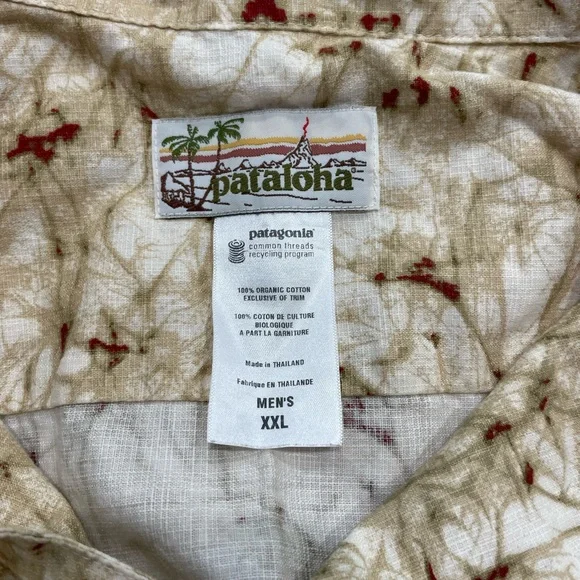 pataloha®
patagonia®
common threads
recycling program
100% ORGANIC COTTON
EXCLUSIVE OF TRIM
100% COTON DE CULTURE
BIOLOGIQUE
A PART LA GARNITURE
Made in THAILAND
Fabriqué EN THAILANDE
MEN'S
XXL